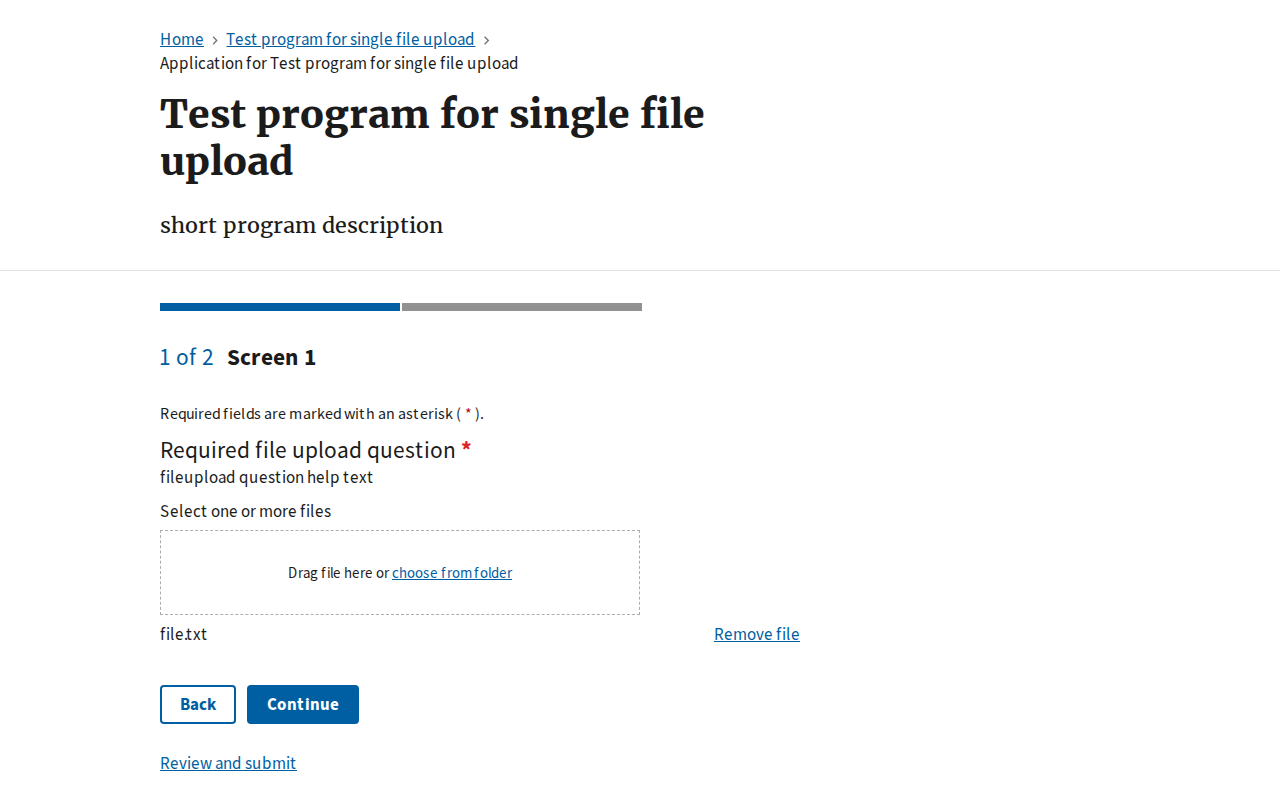 Home > Test program for single file upload >
Application for Test program for single file upload
Test program for single file
upload
short program description
1 of 2 Screen 1
Required fields are marked with an asterisk ( * ).
Required file upload question *
fileupload question help text
Select one or more files
Drag file here or choose from folder
file.txt Remove file
Back Continue
Review and submit